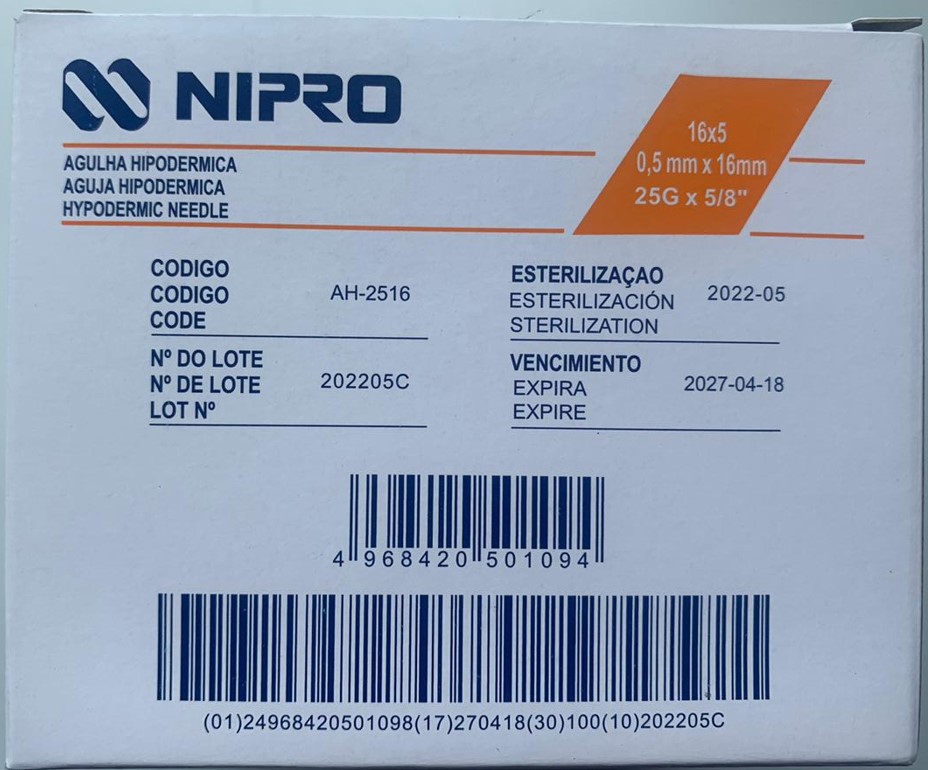 NIPRO
16x5
0,5 mm x 16mm
25G x 5/8"
AGULHA HIPODERMICA
AGUJA HIPODERMICA
HYPODERMIC NEEDLE
CODIGO
CODIGO
CODE
AH-2516
ESTERILIZAÇAO
ESTERILIZACIÓN
STERILIZATION
2022-05
Nº DO LOTE
Nº DE LOTE
LOT Nº
202205C
VENCIMIENTO
EXPIRA
EXPIRE
2027-04-18
4 968420 501094
(01)24968420501098(17)270418(30)100(10)202205C